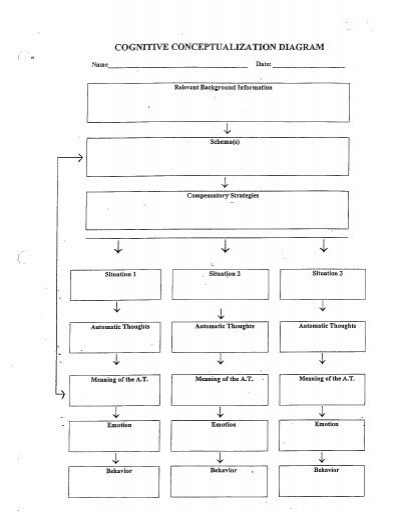 COGNITIVE CONCEPTUALIZATION DIAGRAM
Name Date:
Relevant Background Information
Schema(s)
Compensatory Strategies
Situation 1 Situation 2 Situation 3
Automatic Thoughts Automatic Thoughts Automatic Thoughts
Meaning of the A.T. Meaning of the A.T. Meaning of the A.T.
Emotion Emotion Emotion
Behavior Behavior Behavior